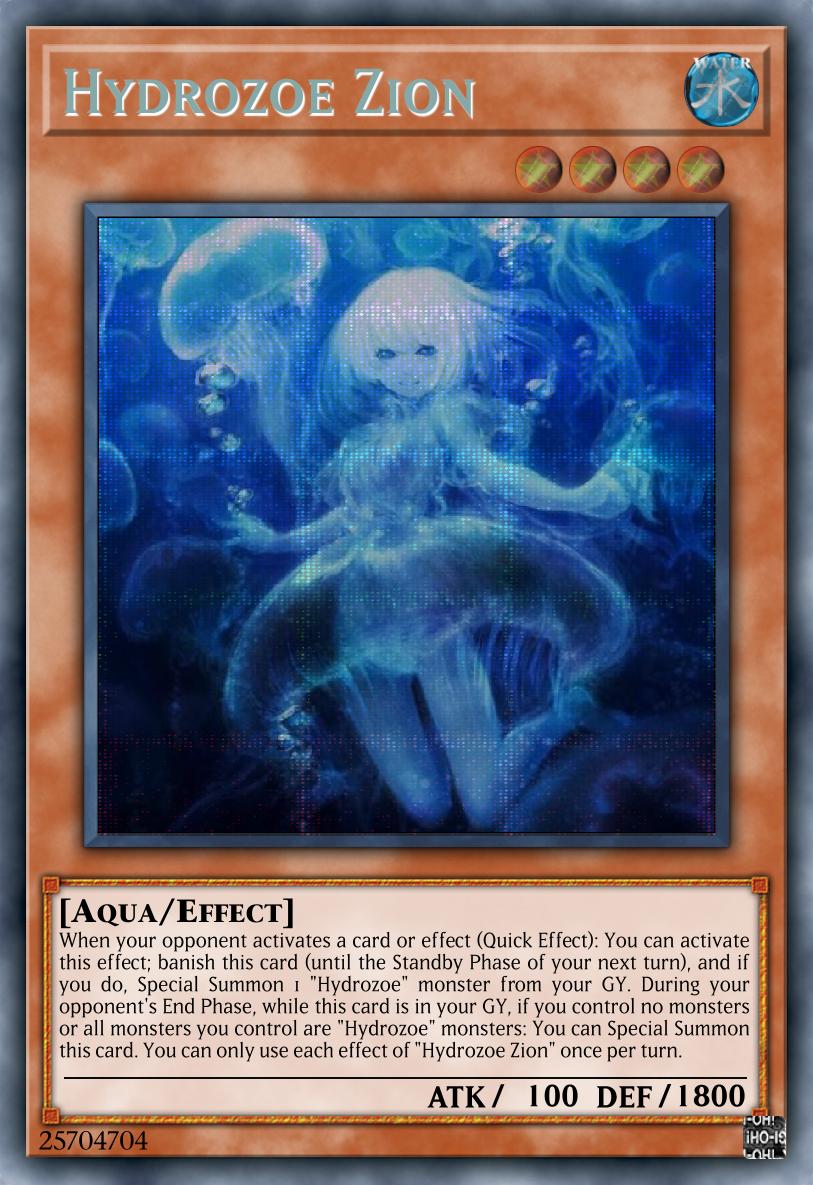 Hydrozoe Zion
WATER
水
[Aqua/Effect]
When your opponent activates a card or effect (Quick Effect): You can activate
this effect; banish this card (until the Standby Phase of your next turn), and if
you do, Special Summon 1 "Hydrozoe" monster from your GY. During your
opponent's End Phase, while this card is in your GY, if you control no monsters
or all monsters you control are "Hydrozoe" monsters: You can Special Summon
this card. You can only use each effect of "Hydrozoe Zion" once per turn.
ATK/ 100 DEF/1800
25704704